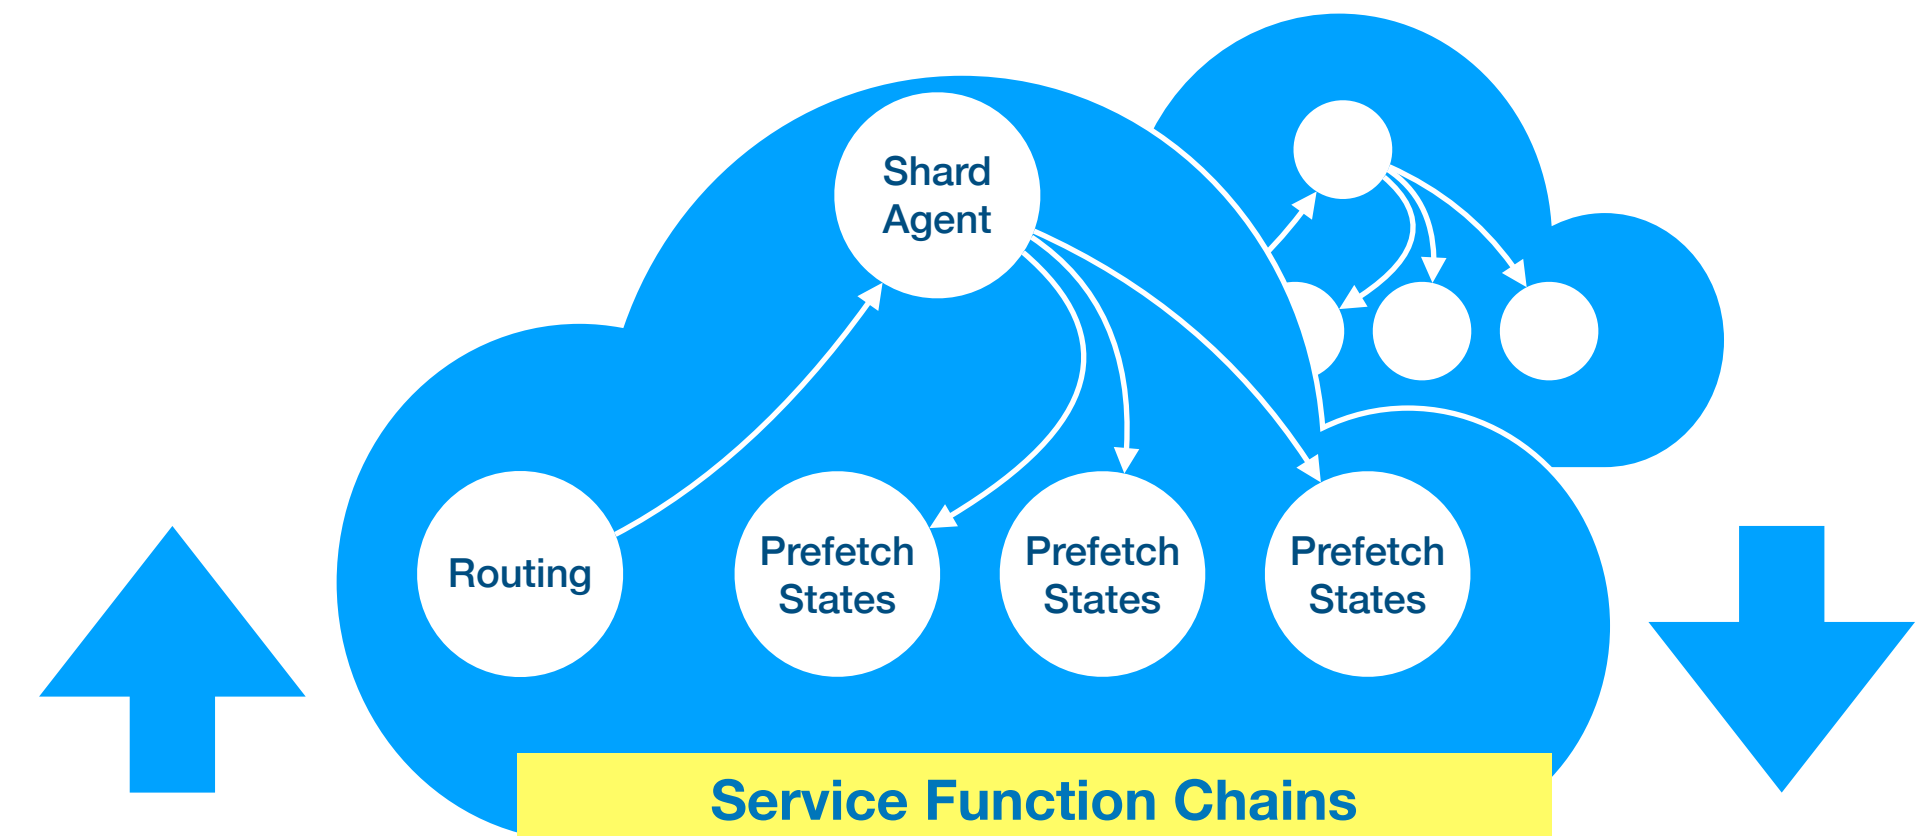 Shard
Agent
Routing
Prefetch
States
Prefetch
States
Prefetch
States
Service Function Chains